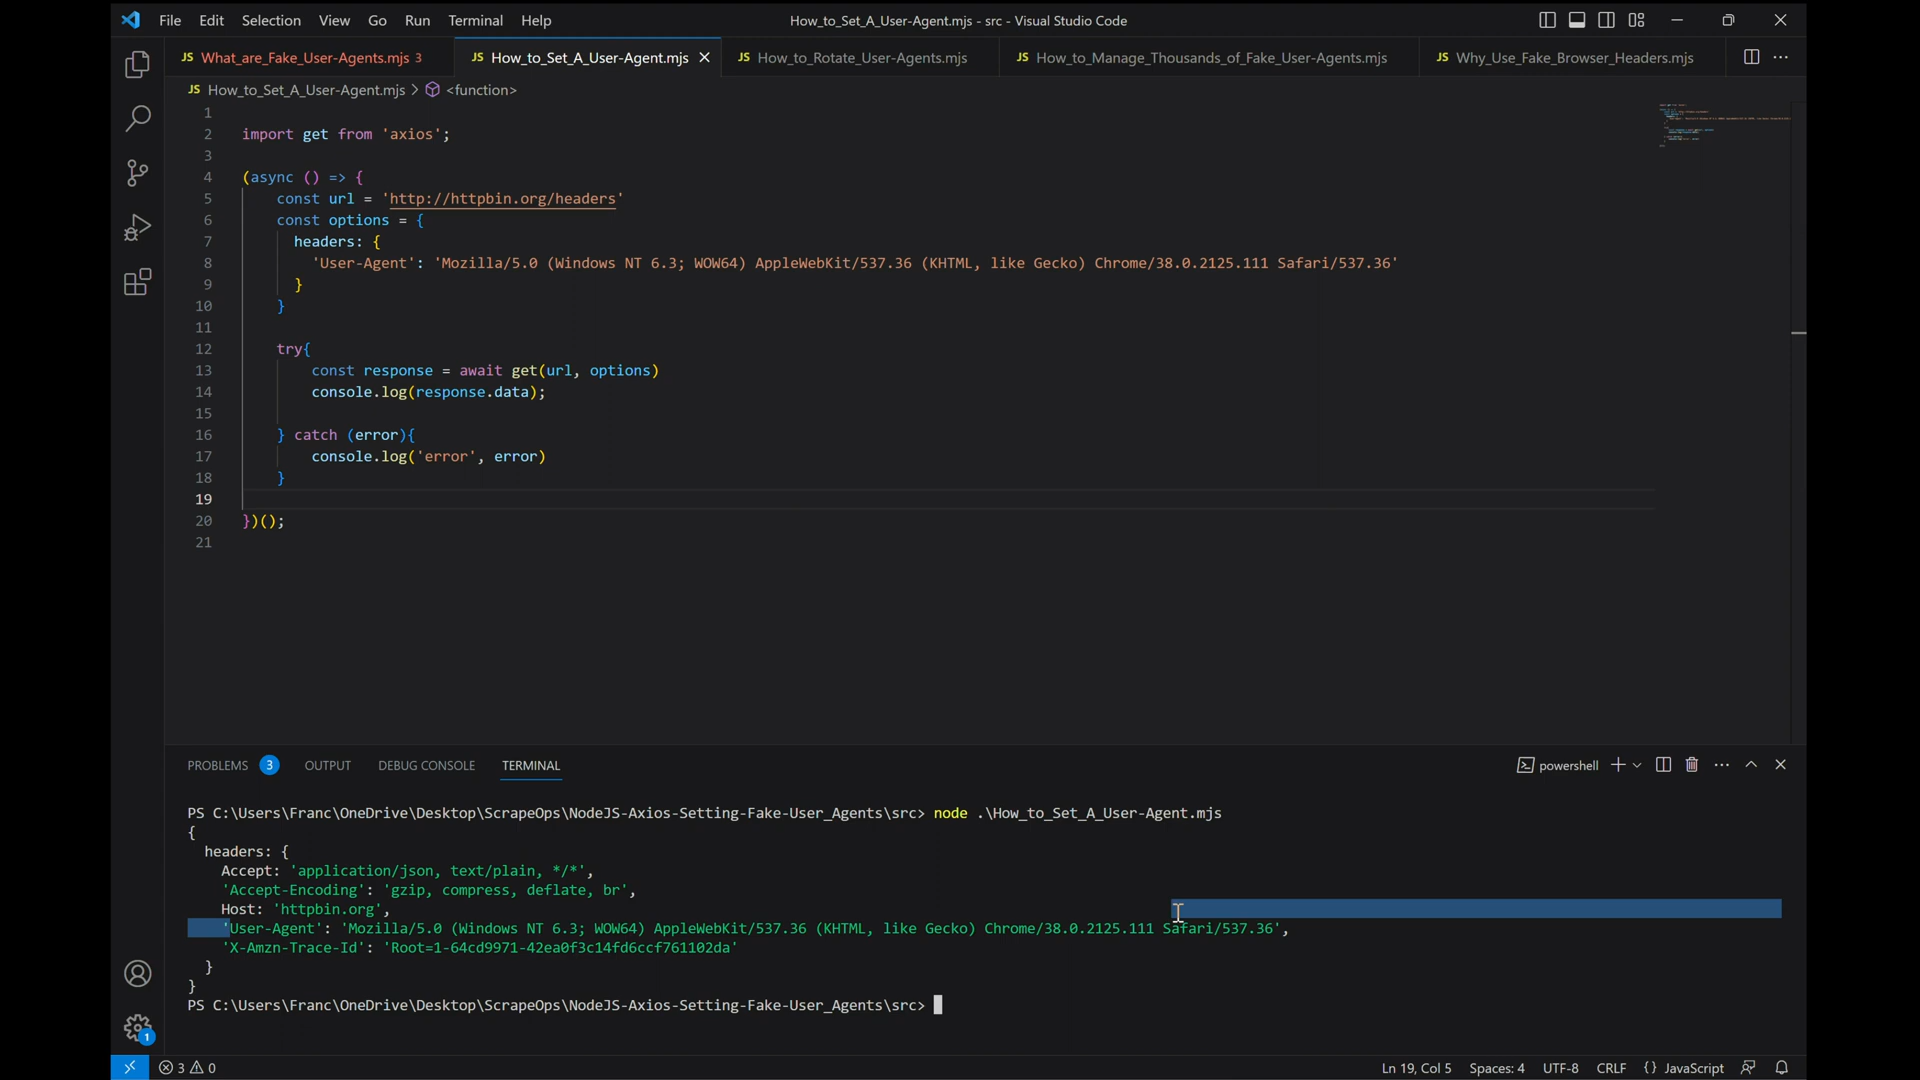 File Edit Selection View Go Run Terminal Help How_to_Set_A_User-Agent.mjs - src - Visual Studio Code
JS What_are_Fake_User-Agents.mjs 3 JS How_to_Set_A_User-Agent.mjs JS How_to_Rotate_User-Agents.mjs JS How_to_Manage_Thousands_of_Fake_User-Agents.mjs JS Why_Use_Fake_Browser_Headers.mjs
JS How_to_Set_A_User-Agent.mjs > <function>
1
2 import get from 'axios';
3
4 (async () => {
5 const url = 'http://httpbin.org/headers'
6 const options = {
7 headers: {
8 'User-Agent': 'Mozilla/5.0 (Windows NT 6.3; WOW64) AppleWebKit/537.36 (KHTML, like Gecko) Chrome/38.0.2125.111 Safari/537.36'
9 }
10 }
11
12 try{
13 const response = await get(url, options)
14 console.log(response.data);
15
16 } catch (error){
17 console.log('error', error)
18 }
19
20 })();
21
PROBLEMS 3 OUTPUT DEBUG CONSOLE TERMINAL powershell
PS C:\Users\Franc\OneDrive\Desktop\ScrapeOps\NodeJS-Axios-Setting-Fake-User_Agents\src> node .\How_to_Set_A_User-Agent.mjs
{
headers: {
Accept: 'application/json, text/plain, */*',
'Accept-Encoding': 'gzip, compress, deflate, br',
Host: 'httpbin.org',
'User-Agent': 'Mozilla/5.0 (Windows NT 6.3; WOW64) AppleWebKit/537.36 (KHTML, like Gecko) Chrome/38.0.2125.111 Safari/537.36',
'X-Amzn-Trace-Id': 'Root=1-64cd9971-42ea0f3c14fd6ccf761102da'
}
}
PS C:\Users\Franc\OneDrive\Desktop\ScrapeOps\NodeJS-Axios-Setting-Fake-User_Agents\src>
1
3 0 Ln 19, Col 5 Spaces: 4 UTF-8 CRLF {} JavaScript